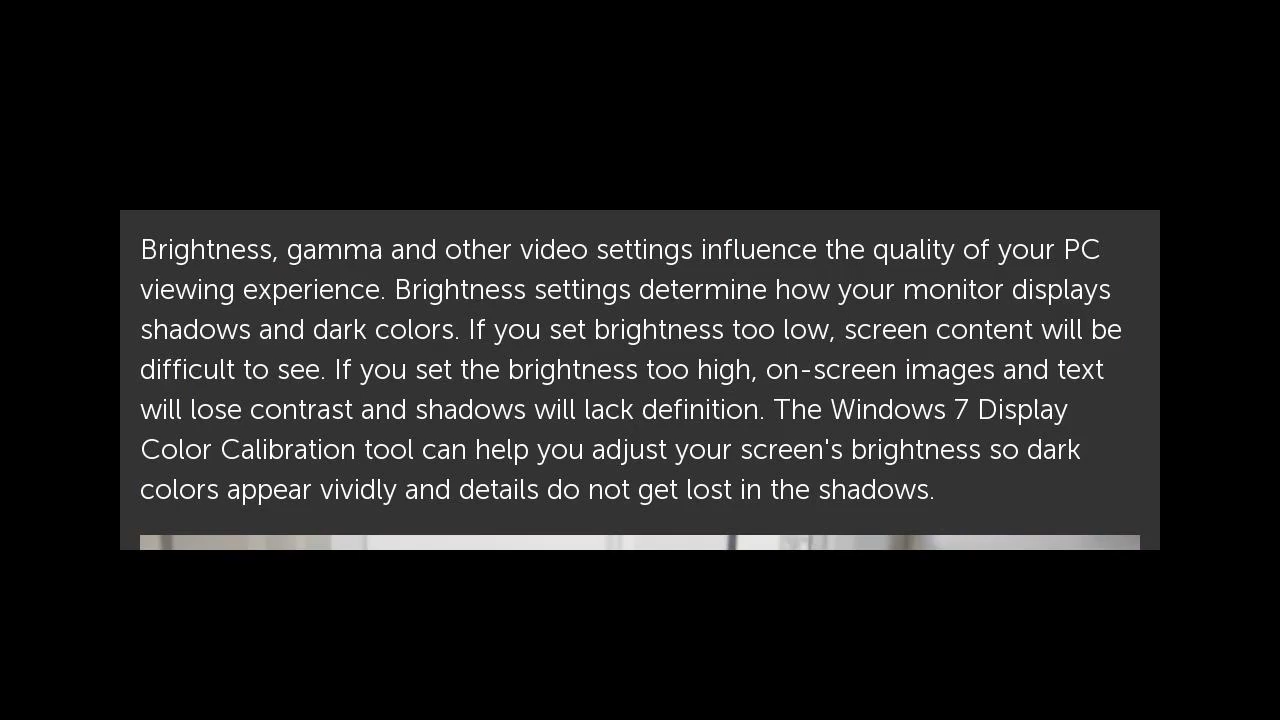 Brightness, gamma and other video settings influence the quality of your PC
viewing experience. Brightness settings determine how your monitor displays
shadows and dark colors. If you set brightness too low, screen content will be
difficult to see. If you set the brightness too high, on-screen images and text
will lose contrast and shadows will lack definition. The Windows 7 Display
Color Calibration tool can help you adjust your screen's brightness so dark
colors appear vividly and details do not get lost in the shadows.